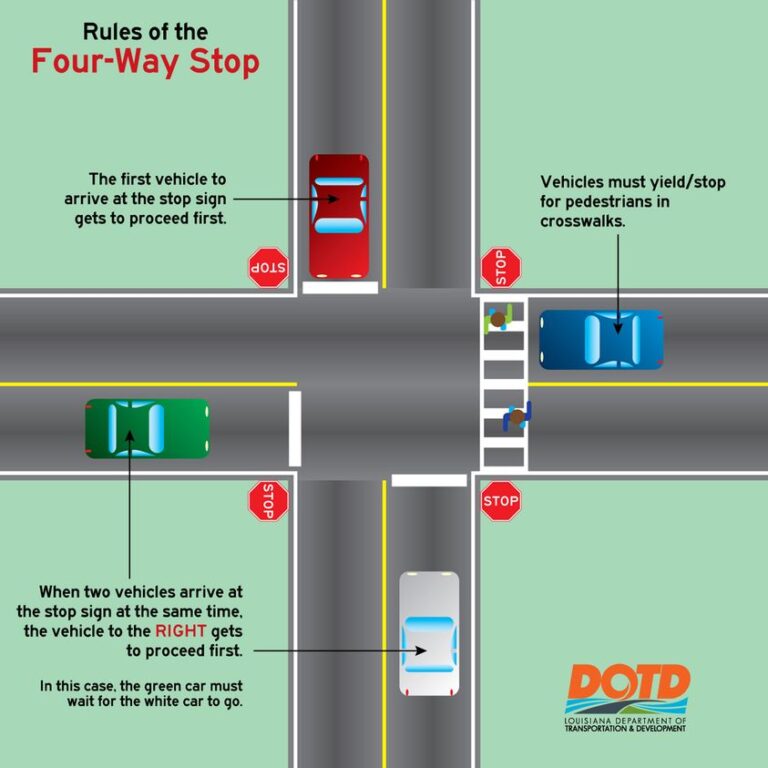 Rules of the
Four-Way Stop
The first vehicle to
arrive at the stop sign
gets to proceed first.
Vehicles must yield/stop
for pedestrians in
crosswalks.
STOP
STOP
STOP
STOP
When two vehicles arrive at
the stop sign at the same time,
the vehicle to the RIGHT gets
to proceed first.
In this case, the green car must
wait for the white car to go.
DOTD
LOUISIANA DEPARTMENT OF
TRANSPORTATION & DEVELOPMENT